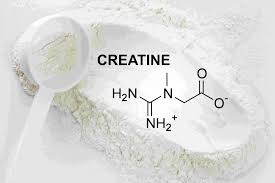 CREATINE
O
H₂N
N
O⁻
NH₂⁺